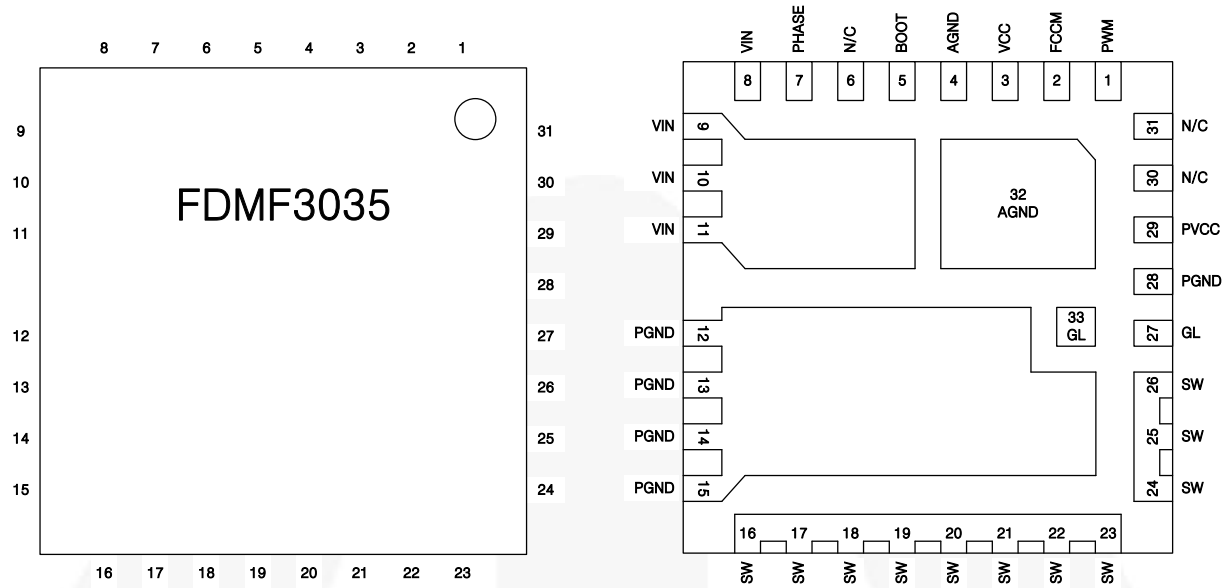 8 7 6 5 4 3 2 1
9
10
11
12
13
14
15
FDMF3035
31
30
29
28
27
26
25
24
16 17 18 19 20 21 22 23
VIN PHASE N/C BOOT AGND VCC FCCM PWM
8 7 6 5 4 3 2 1
VIN 9
VIN 10
VIN 11
PGND 12
PGND 13
PGND 14
PGND 15
32
AGND
33
GL
31 N/C
30 N/C
29 PVCC
28 PGND
27 GL
26 SW
25 SW
24 SW
16 17 18 19 20 21 22 23
SW SW SW SW SW SW SW SW